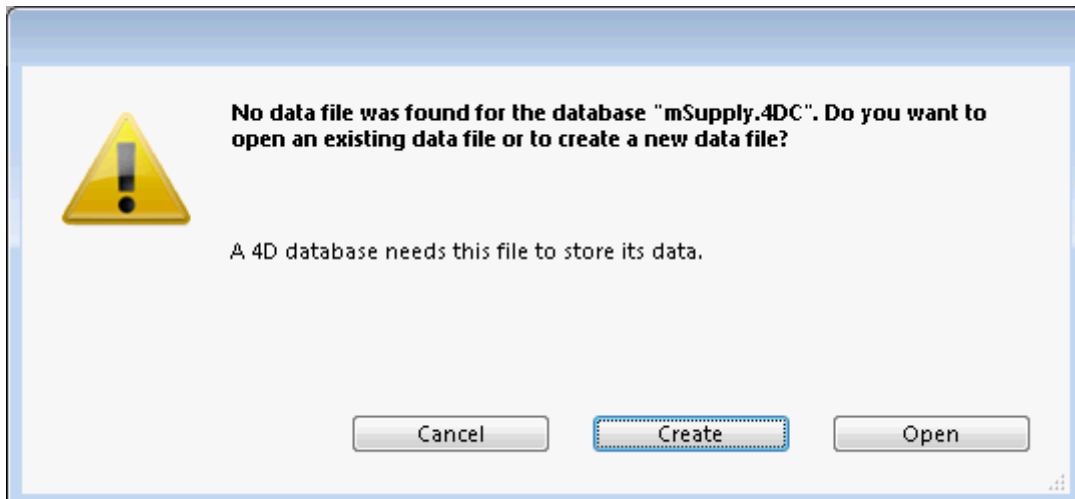 No data file was found for the database "mSupply.4DC". Do you want to
open an existing data file or to create a new data file?
A 4D database needs this file to store its data.
Cancel Create Open